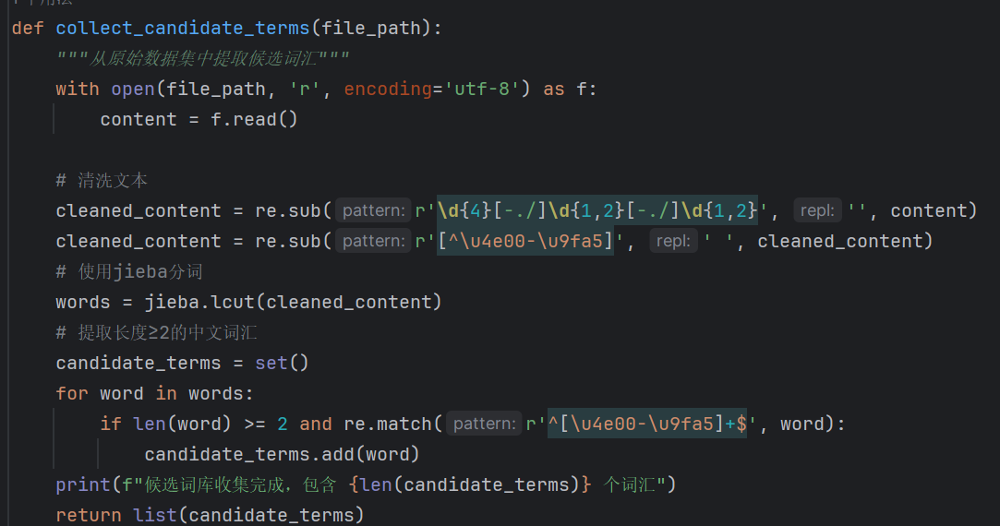 def collect_candidate_terms(file_path):
    """从原始数据集中提取候选词汇"""
    with open(file_path, 'r', encoding='utf-8') as f:
        content = f.read()
    # 清洗文本
    cleaned_content = re.sub( pattern: r'\d{4}[-./]\d{1,2}[-./]\d{1,2}', repl: '', content)
    cleaned_content = re.sub( pattern: r'[^\u4e00-\u9fa5]', repl: ' ', cleaned_content)
    # 使用jieba分词
    words = jieba.lcut(cleaned_content)
    # 提取长度≥2的中文词汇
    candidate_terms = set()
    for word in words:
        if len(word) >= 2 and re.match( pattern: r'^[\u4e00-\u9fa5]+$', word):
            candidate_terms.add(word)
    print(f"候选词库收集完成，包含 {len(candidate_terms)} 个词汇")
    return list(candidate_terms)